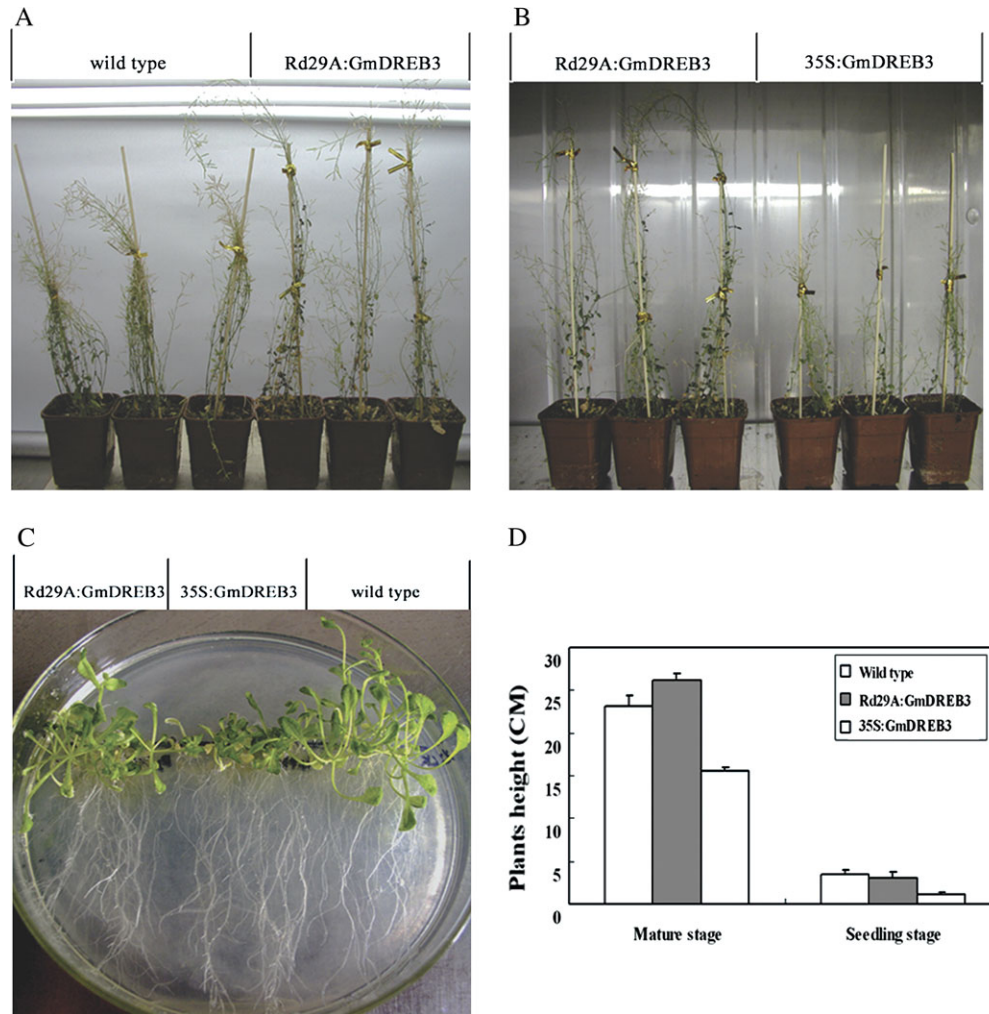 A
wild type
Rd29A:GmDREB3
B
Rd29A:GmDREB3
35S:GmDREB3
C
Rd29A:GmDREB3
35S:GmDREB3
wild type
D
Plants height (CM)
30
25
20
15
10
5
0
Wild type
Rd29A:GmDREB3
35S:GmDREB3
Mature stage
Seedling stage